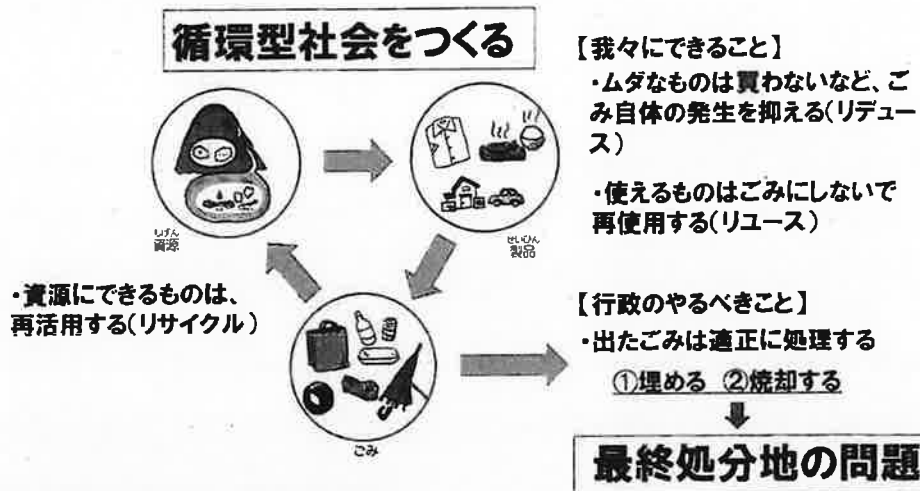 循環型社会をつくる
【我々にできること】
・ムダなものは買わないなど、ご
み自体の発生を抑える(リデュー
ス)
・使えるものはごみにしないで
再使用する(リユース)
しげん
資源
せいひん
製品
・資源にできるものは、
再活用する(リサイクル)
ごみ
【行政のやるべきこと】
・出たごみは適正に処理する
①埋める ②焼却する
最終処分地の問題